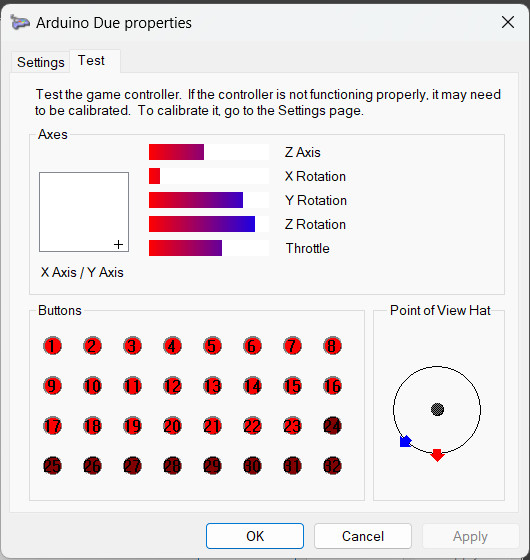 Arduino Due properties
Settings
Test
Test the game controller. If the controller is not functioning properly, it may need
to be calibrated. To calibrate it, go to the Settings page.
Axes
Z Axis
X Rotation
Y Rotation
Z Rotation
Throttle
X Axis / Y Axis
Buttons
1 2 3 4 5 6 7 8
9 10 11 12 13 14 15 16
17 18 19 20 21 22 23 24
25 26 27 28 29 30 31 32
Point of View Hat
OK
Cancel
Apply